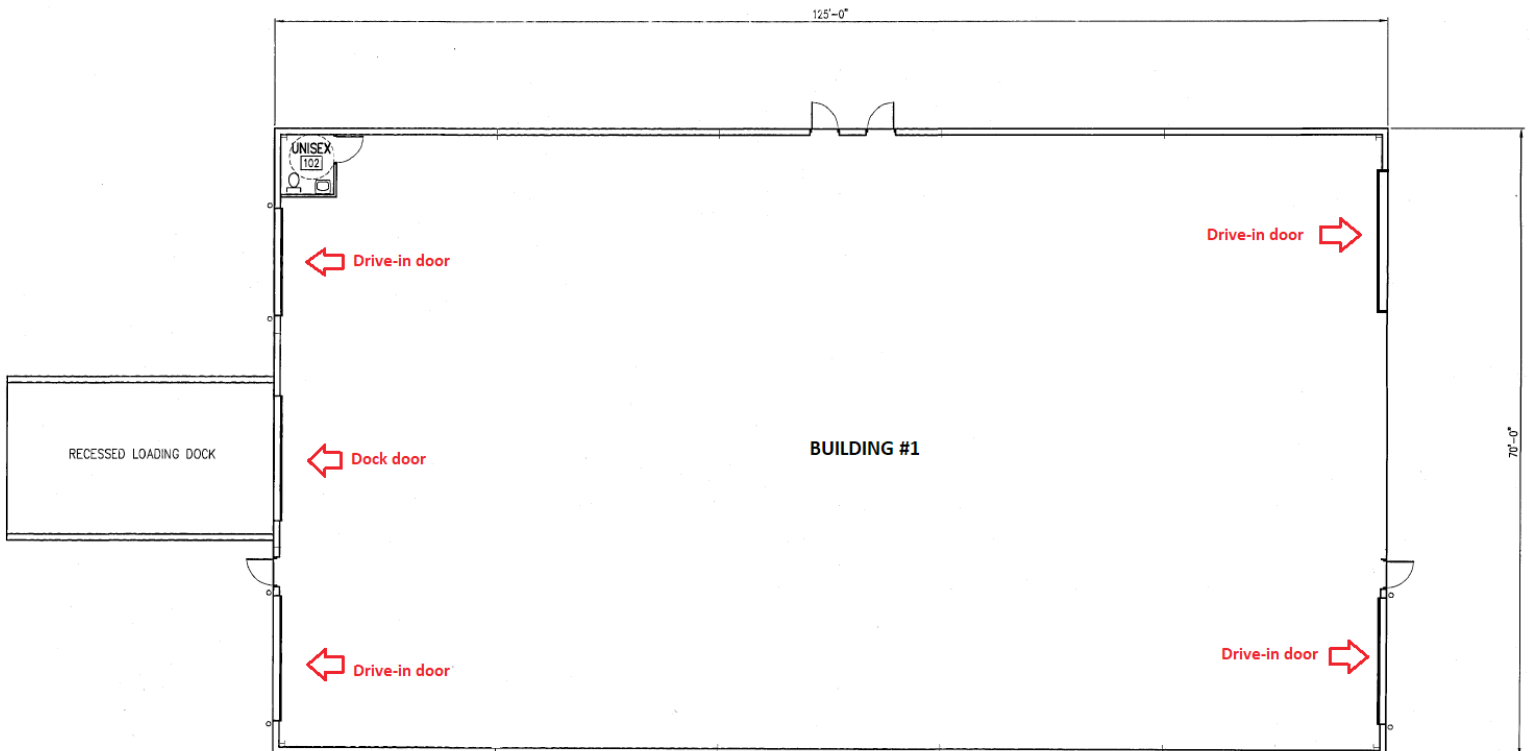 125'-0"
UNISEX
102
Drive-in door
Drive-in door
RECESSED LOADING DOCK
Dock door
BUILDING #1
70'-0"
Drive-in door
Drive-in door